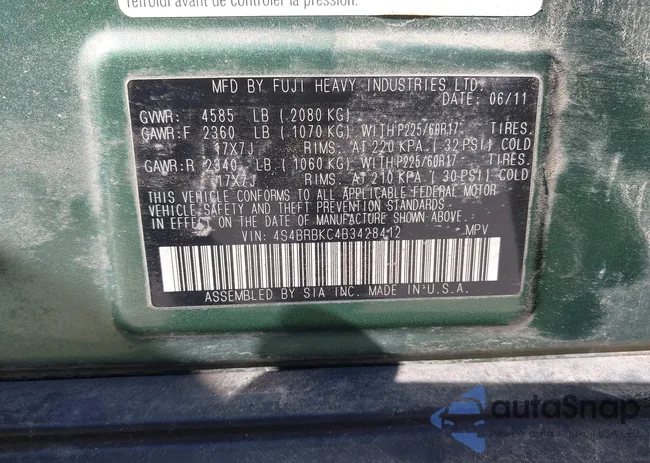 refroidi avant de contrôler la pression.
MFD BY FUJI HEAVY INDUSTRIES LTD.
DATE: 06/11
GVWR: 4585 LB ( 2080 KG)
GAWR:F 2360 LB ( 1070 KG) WITH P225/60R17 TIRES.
17X7J RIMS. AT 220 KPA. ( 32 PSI) COLD
GAWR:R 2340 LB ( 1060 KG) WITH P225/60R17 TIRES.
17X7J RIMS. AT 210 KPA. ( 30 PSI) COLD
THIS VEHICLE CONFORMS TO ALL APPLICABLE FEDERAL MOTOR
VEHICLE SAFETY, BUMPER, AND THEFT PREVENTION STANDARDS
IN EFFECT ON THE DATE OF MANUFACTURE SHOWN ABOVE.
VIN: 4S4BRBKC4B3428412 MPV
ASSEMBLED BY SIA INC. MADE IN U.S.A.
autoSnap